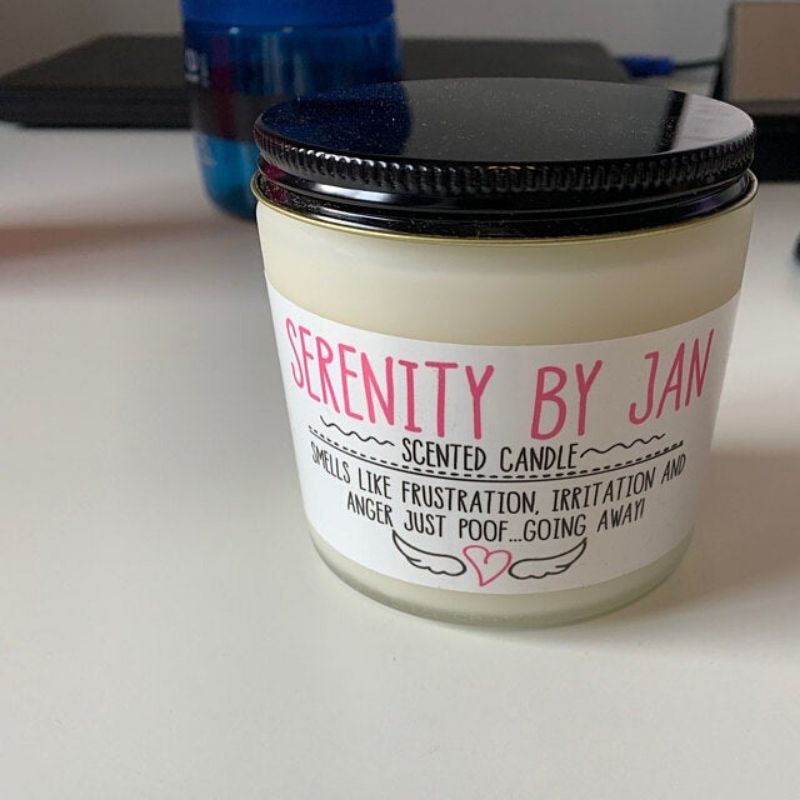 SERENITY BY JAN
SCENTED CANDLE
SMELLS LIKE FRUSTRATION, IRRITATION AND
ANGER JUST POOF...GOING AWAY!